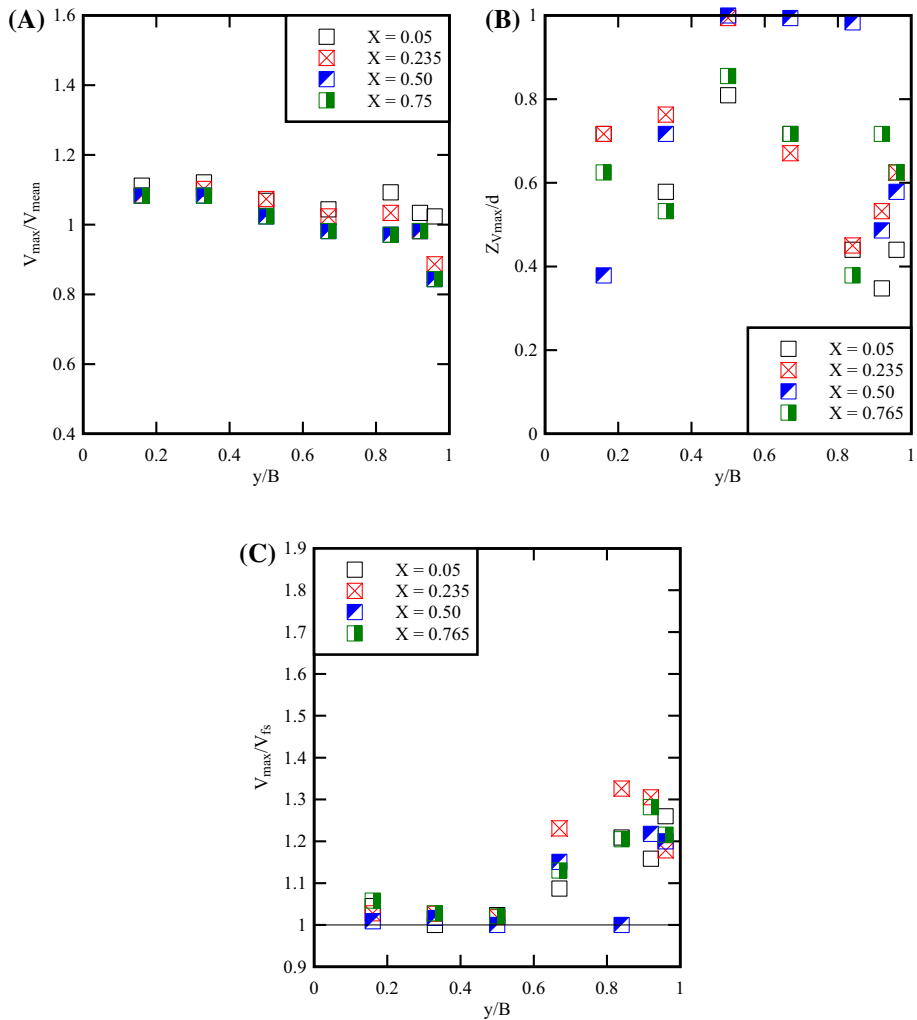 (A)
1.6
1.4
1.2
1
0.8
0.6
0.4
0
0.2
0.4
0.6
0.8
1
Vmax/Vmean
y/B
X = 0.05
X = 0.235
X = 0.50
X = 0.75
(B)
1
0.8
0.6
0.4
0.2
0
0
0.2
0.4
0.6
0.8
1
ZVmax/d
y/B
X = 0.05
X = 0.235
X = 0.50
X = 0.765
(C)
1.9
1.8
1.7
1.6
1.5
1.4
1.3
1.2
1.1
1
0.9
0
0.2
0.4
0.6
0.8
1
Vmax/Vfs
y/B
X = 0.05
X = 0.235
X = 0.50
X = 0.765